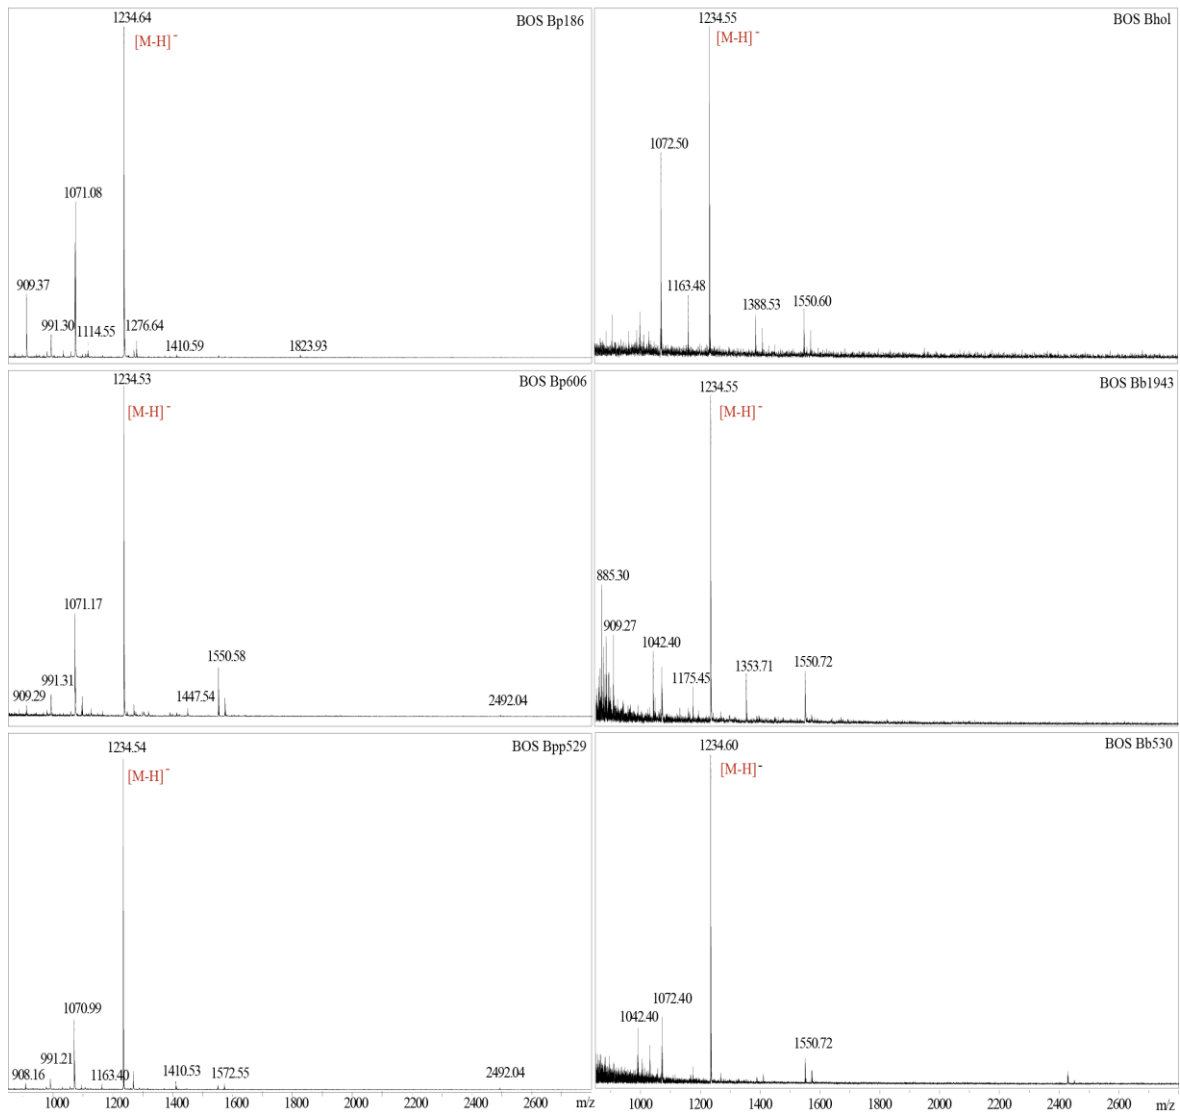 1234.64
BOS Bp186
[M-H]-
1071.08
909.37
991.30
1114.55
1276.64
1410.59
1823.93
1234.55
BOS Bhol
[M-H]-
1072.50
1163.48
1388.53
1550.60
1234.53
BOS Bp606
[M-H]-
1071.17
1550.58
991.31
909.29
1447.54
2492.04
1234.55
BOS Bb1943
[M-H]-
885.30
909.27
1042.40
1175.45
1353.71
1550.72
1234.54
BOS Bpp529
[M-H]-
1070.99
991.21
908.16
1163.40
1410.53
1572.55
2492.04
1000 1200 1400 1600 1800 2000 2200 2400 2600 m/z
1234.60
BOS Bb530
[M-H]-
1072.40
1042.40
1550.72
1000 1200 1400 1600 1800 2000 2200 2400 2600 m/z